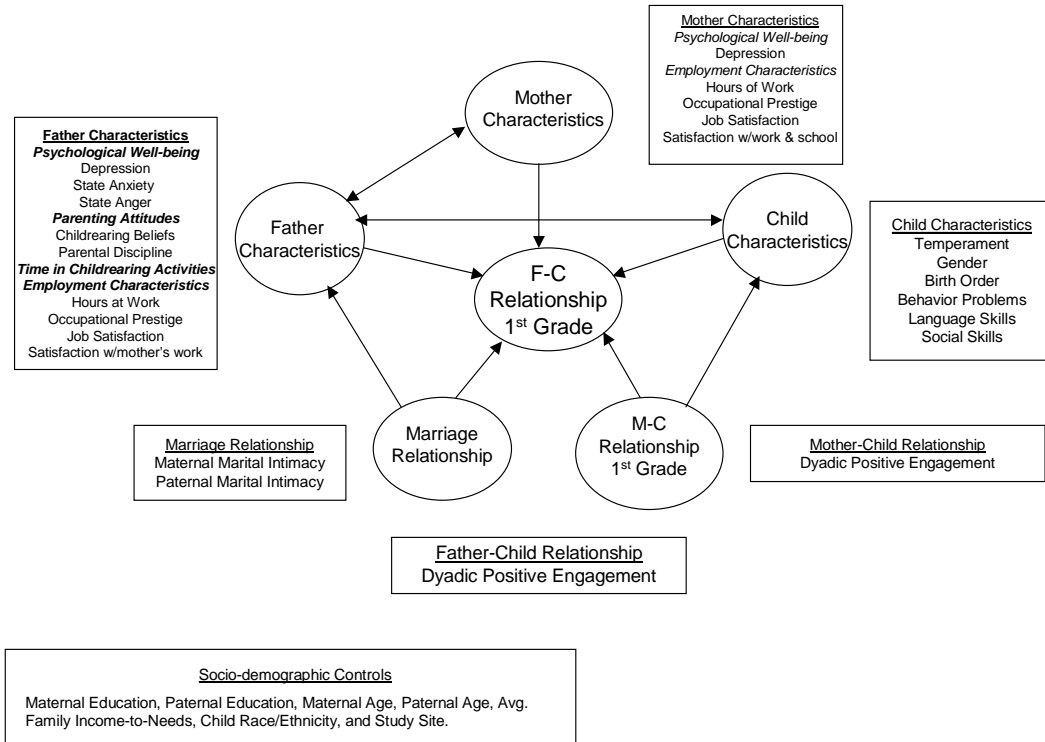 Mother Characteristics
Psychological Well-being
Depression
Employment Characteristics
Hours of Work
Occupational Prestige
Job Satisfaction
Satisfaction w/work & school
Mother
Characteristics
Father Characteristics
Psychological Well-being
Depression
State Anxiety
State Anger
Parenting Attitudes
Childrearing Beliefs
Parental Discipline
Time in Childrearing Activities
Employment Characteristics
Hours at Work
Occupational Prestige
Job Satisfaction
Satisfaction w/mother's work
Father
Characteristics
Child
Characteristics
Child Characteristics
Temperament
Gender
Birth Order
Behavior Problems
Language Skills
Social Skills
F-C
Relationship
1st Grade
Marriage
Relationship
M-C
Relationship
1st Grade
Marriage Relationship
Maternal Marital Intimacy
Paternal Marital Intimacy
Mother-Child Relationship
Dyadic Positive Engagement
Father-Child Relationship
Dyadic Positive Engagement
Socio-demographic Controls
Maternal Education, Paternal Education, Maternal Age, Paternal Age, Avg.
Family Income-to-Needs, Child Race/Ethnicity, and Study Site.